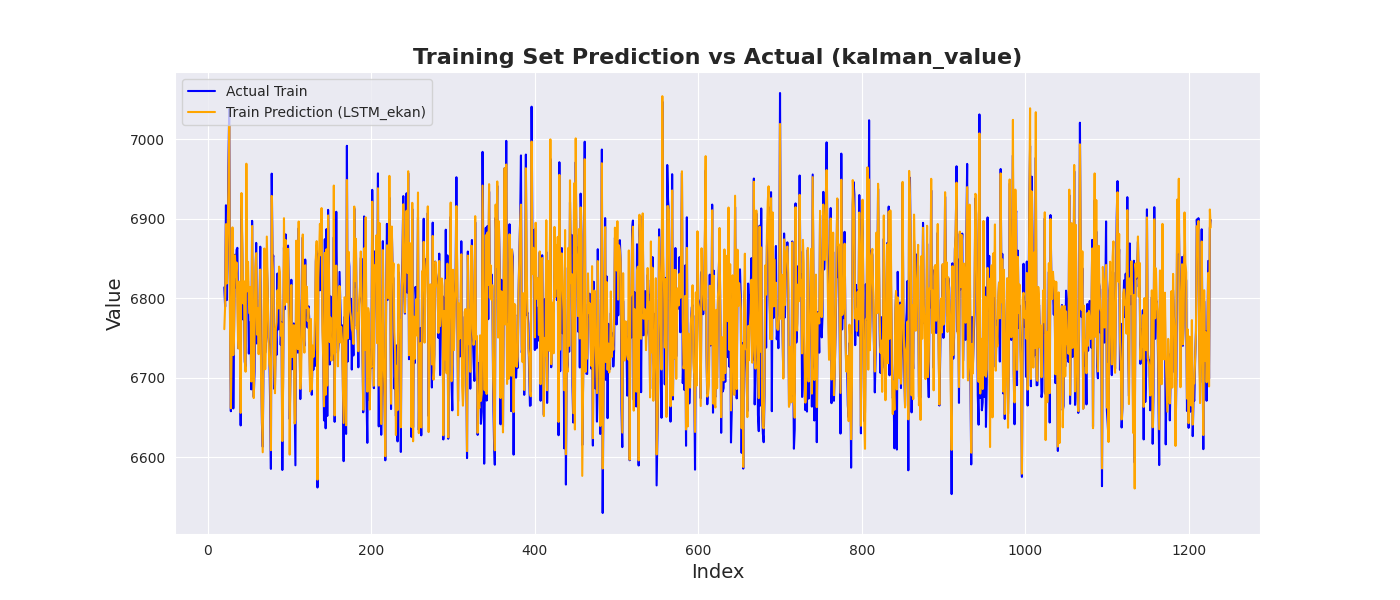 Training Set Prediction vs Actual (kalman_value)
Actual Train
Train Prediction (LSTM_ekan)
Value
7000
6900
6800
6700
6600
0 200 400 600 800 1000 1200
Index